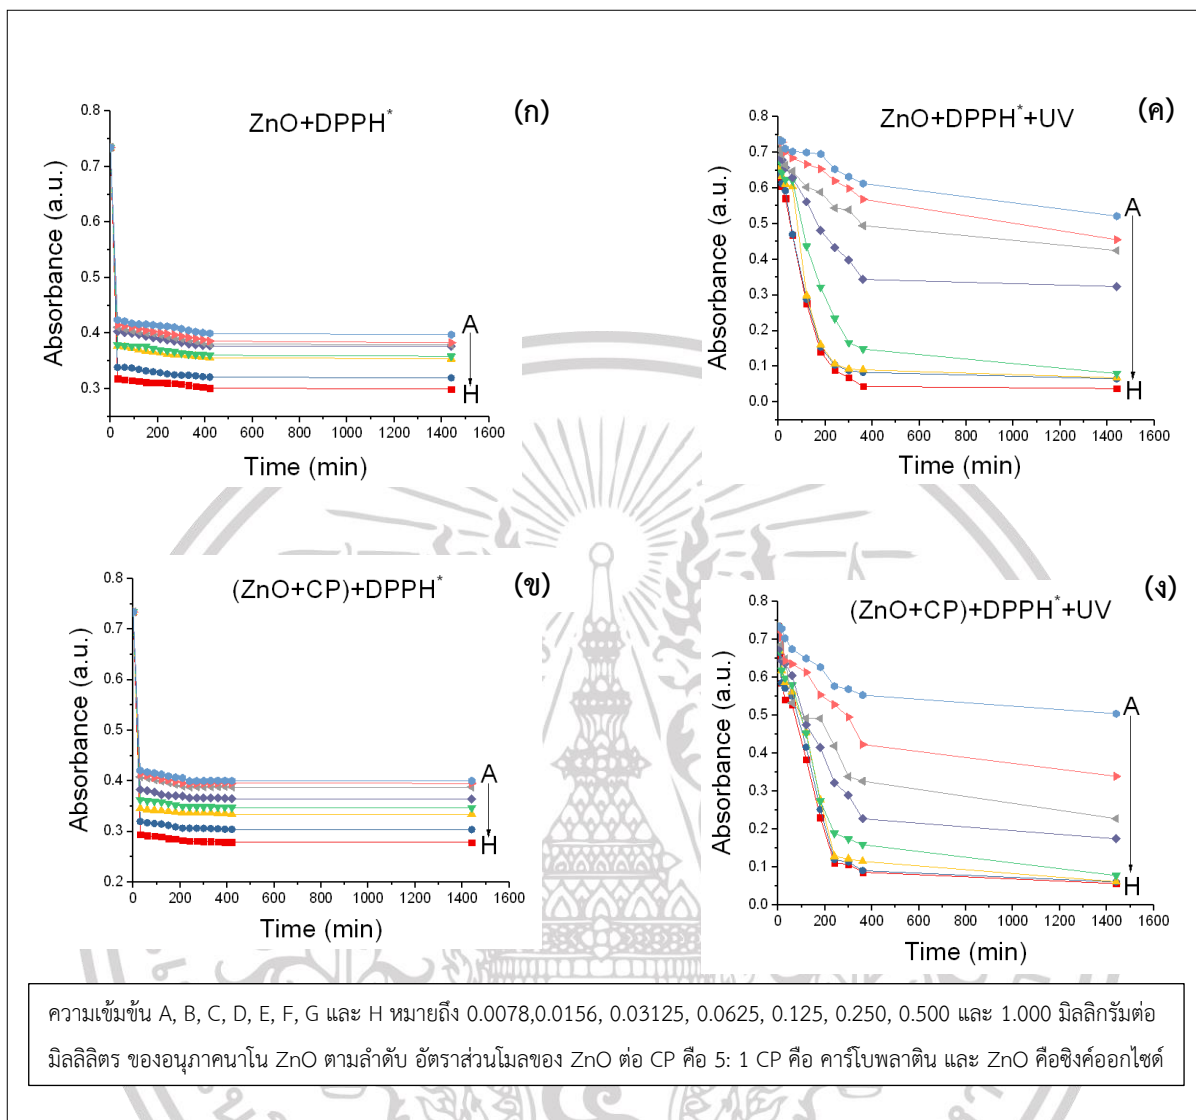 ZnO+DPPH*
(ก)
Absorbance (a.u.)
0.8
0.7
0.6
0.5
0.4
0.3
A
H
0 200 400 600 800 1000 1200 1400 1600
Time (min)
ZnO+DPPH*+UV
(ค)
Absorbance (a.u.)
0.8
0.7
0.6
0.5
0.4
0.3
0.2
0.1
0.0
A
H
0 200 400 600 800 1000 1200 1400 1600
Time (min)
(ZnO+CP)+DPPH*
(ข)
Absorbance (a.u.)
0.8
0.7
0.6
0.5
0.4
0.3
0.2
A
H
0 200 400 600 800 1000 1200 1400 1600
Time (min)
(ZnO+CP)+DPPH*+UV
(ง)
Absorbance (a.u.)
0.8
0.7
0.6
0.5
0.4
0.3
0.2
0.1
0.0
A
H
0 200 400 600 800 1000 1200 1400 1600
Time (min)
ความเข้มข้น A, B, C, D, E, F, G และ H หมายถึง 0.0078,0.0156, 0.03125, 0.0625, 0.125, 0.250, 0.500 และ 1.000 มิลลิกรัมต่อ
มิลลิลิตร ของอนุภาคนาโน ZnO ตามลำดับ อัตราส่วนโมลของ ZnO ต่อ CP คือ 5: 1 CP คือ คาร์โบพลาติน และ ZnO คือซิงค์ออกไซด์